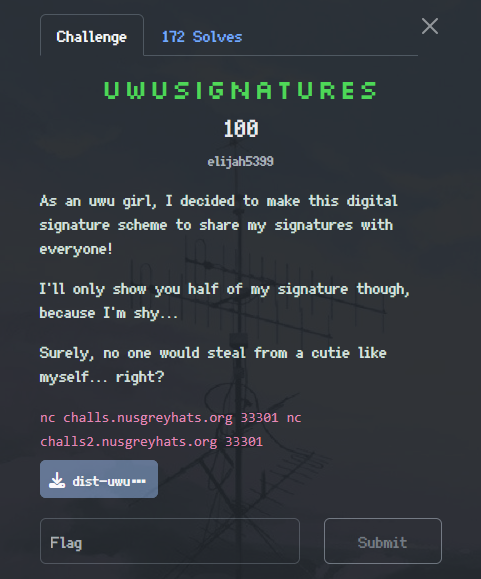 Challenge
172 Solves
UWUSIGNATURES
100
elijah5399
As an uwu girl, I decided to make this digital
signature scheme to share my signatures with
everyone!
I'll only show you half of my signature though,
because I'm shy...
Surely, no one would steal from a cutie like
myself... right?
nc challs.nusgreyhats.org 33301 nc
challs2.nusgreyhats.org 33301
dist-uwu…
Flag
Submit